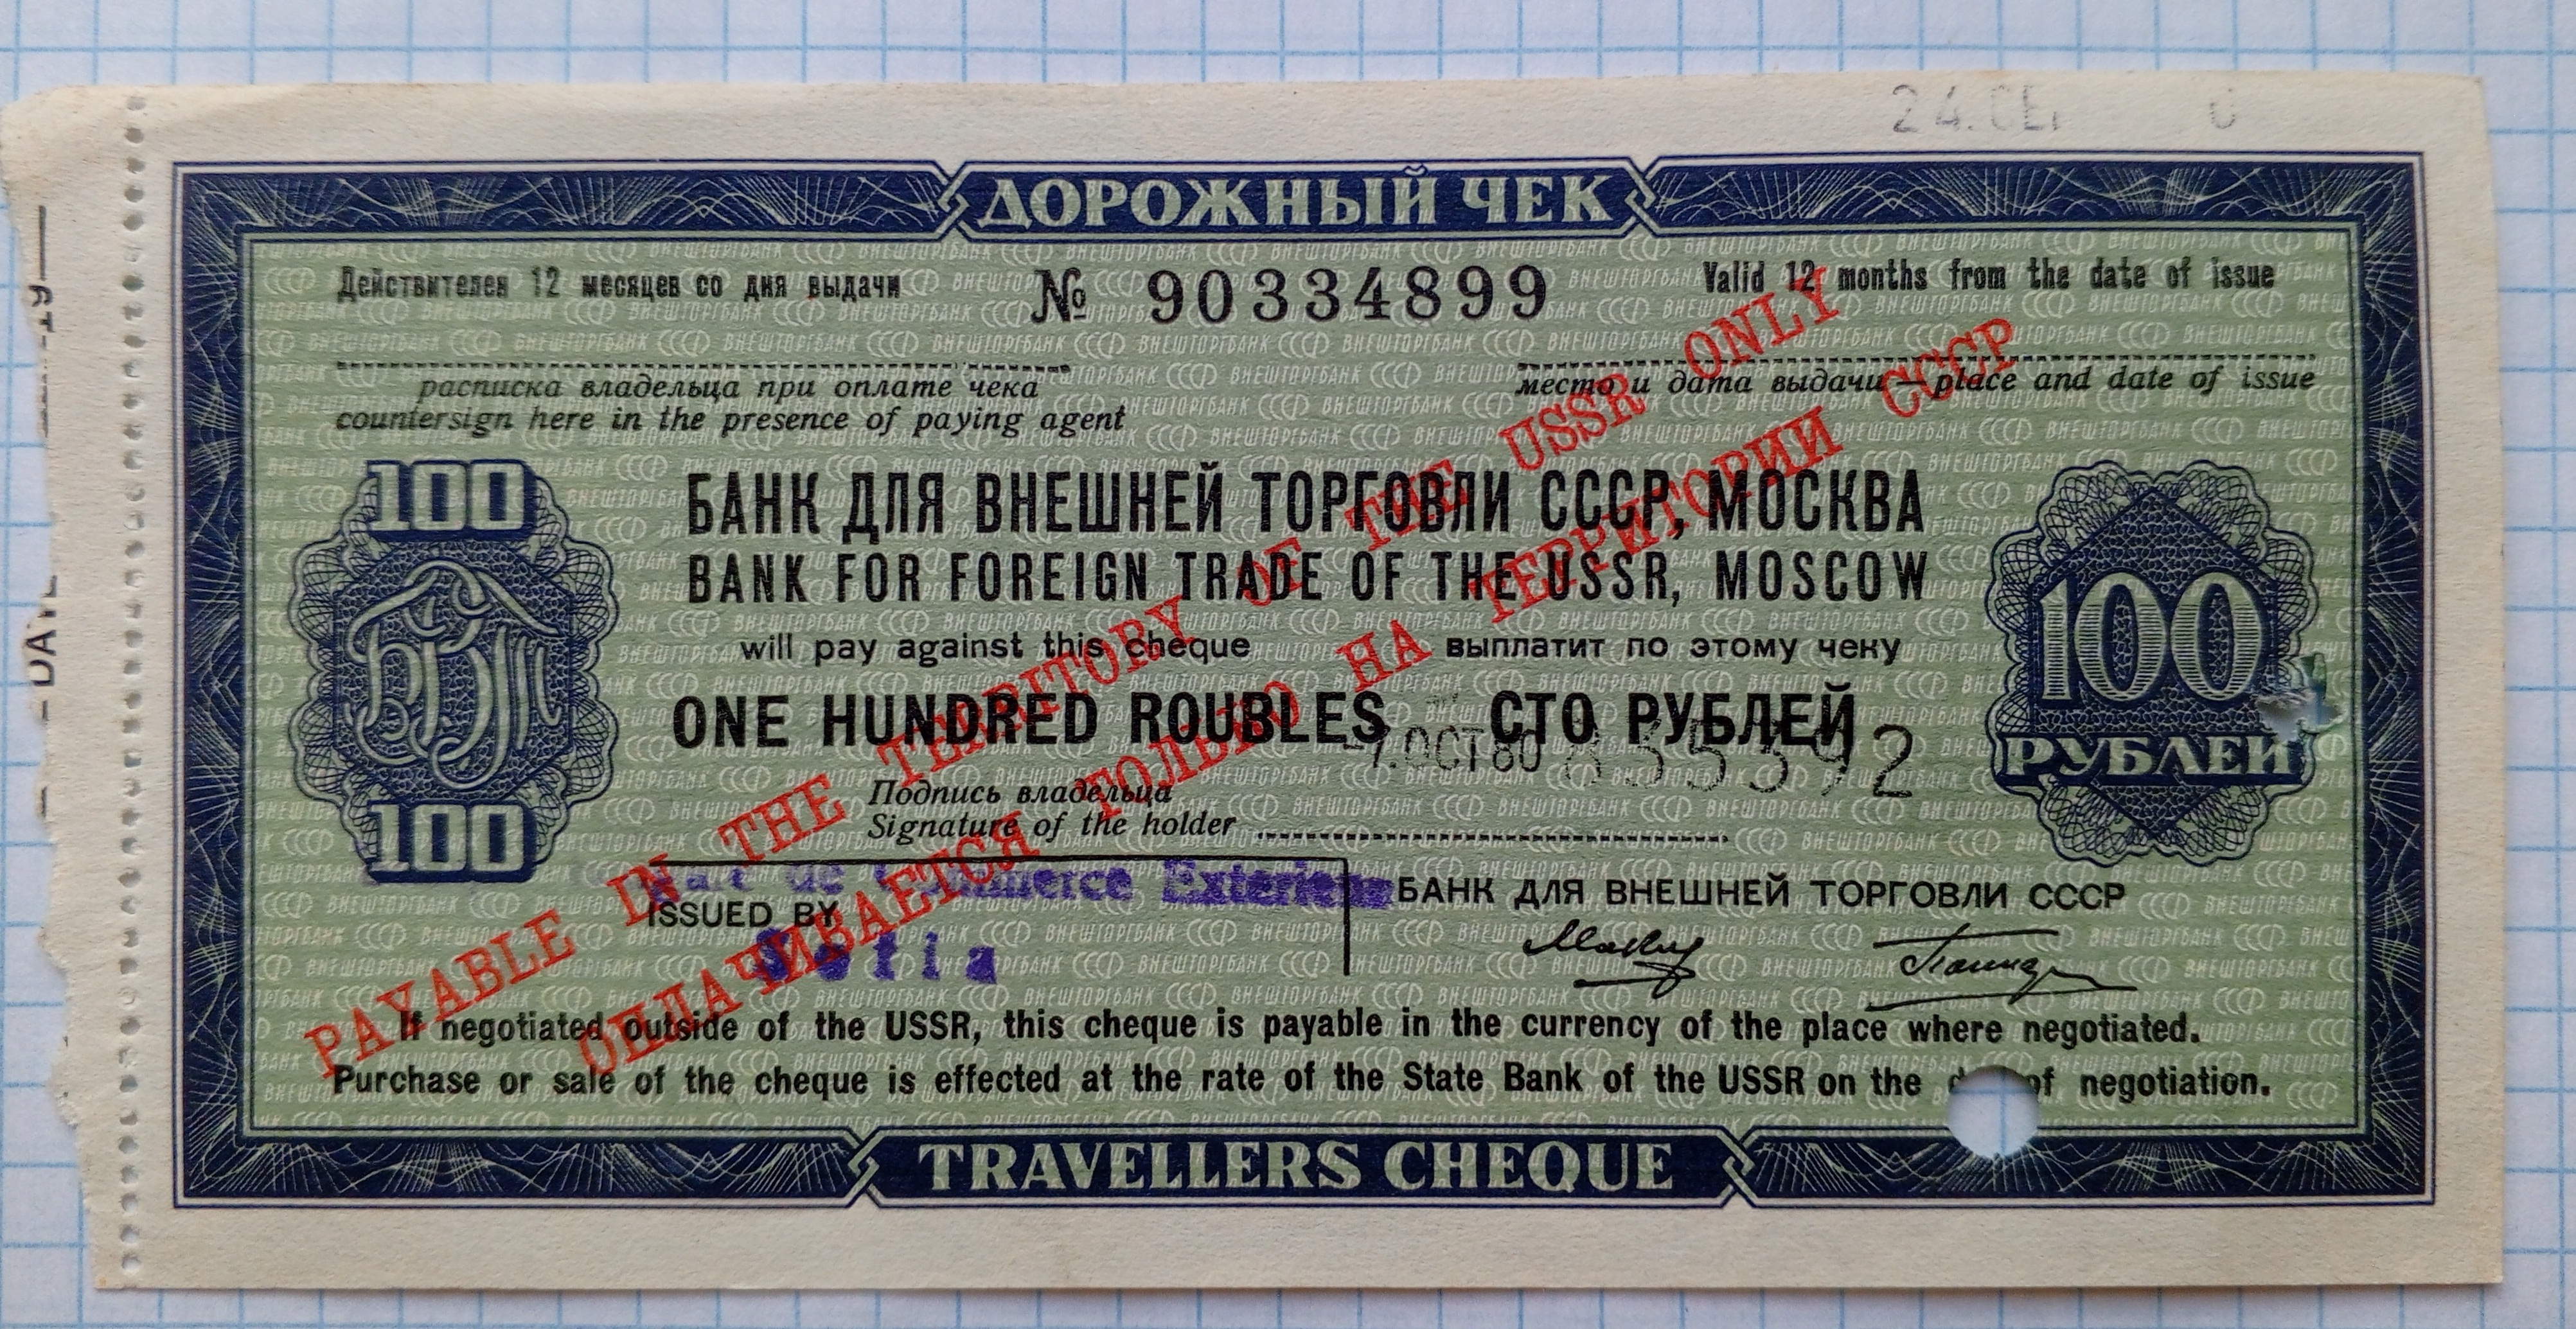 24.
ДОРОЖНЫЙ ЧЕК
Действителен 12 месяцев со дня выдачи
№ 90334899
Valid 12 months from the date of issue
расписка владельца при оплате чека
countersign here in the presence of paying agent
место и дата выдачи — place and date of issue
100
БАНК ДЛЯ ВНЕШНЕЙ ТОРГОВЛИ СССР, МОСКВА
BANK FOR FOREIGN TRADE OF THE USSR, MOSCOW
will pay against this cheque
выплатит по этому чеку
ONE HUNDRED ROUBLES
СТО РУБЛЕЙ
100
РУБЛЕЙ
-7.OCT80
835392
Подпись владельца
Signature of the holder
100
PAYABLE IN THE TERRITORY OF THE USSR ONLY
ОПЛАЧИВАЕТСЯ ТОЛЬКО НА ТЕРРИТОРИИ СССР
de Commerce Exterieur
ISSUED BY
Sofia
БАНК ДЛЯ ВНЕШНЕЙ ТОРГОВЛИ СССР
If negotiated outside of the USSR, this cheque is payable in the currency of the place where negotiated.
Purchase or sale of the cheque is effected at the rate of the State Bank of the USSR on the of negotiation.
TRAVELLERS CHEQUE
ВНЕШТОРГБАНК СССР